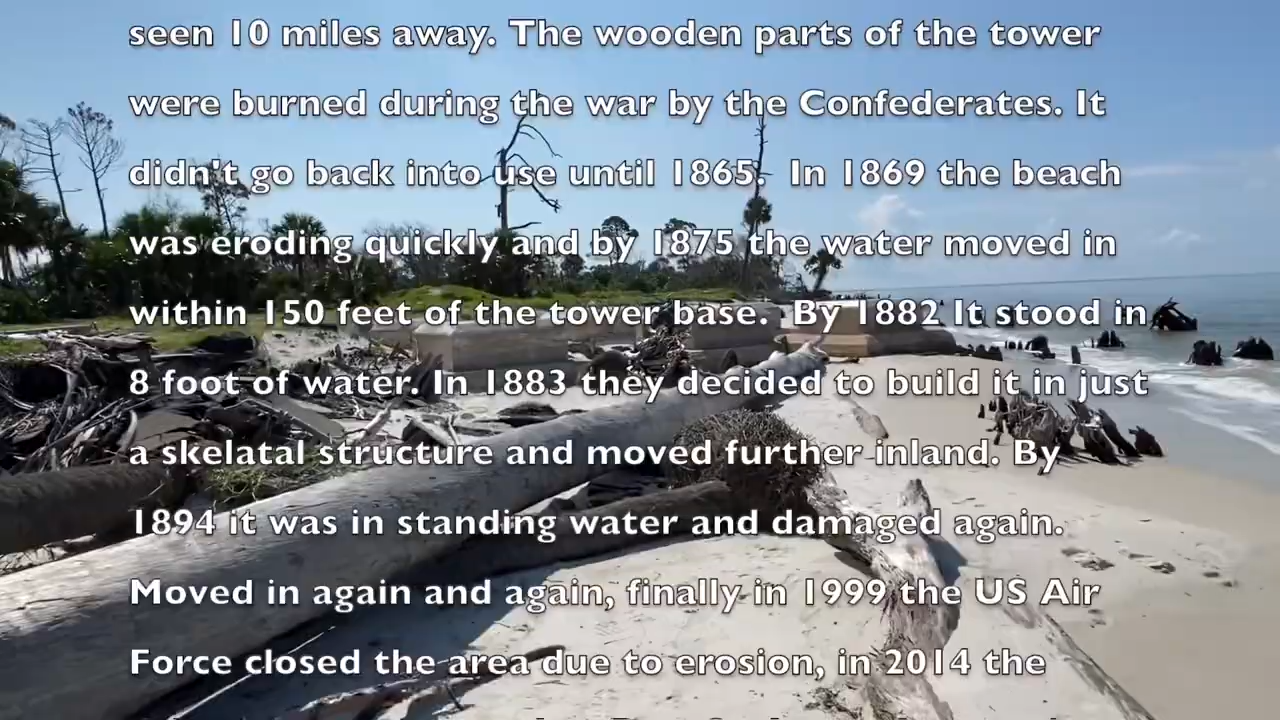 seen 10 miles away. The wooden parts of the tower
were burned during the war by the Confederates. It
didn't go back into use until 1865.  In 1869 the beach
was eroding quickly and by 1875 the water moved in
within 150 feet of the tower base.  By 1882 It stood in
8 foot of water. In 1883 they decided to build it in just
a skelatal structure and moved further inland. By
1894 it was in standing water and damaged again.
Moved in again and again, finally in 1999 the US Air
Force closed the area due to erosion, in 2014 the